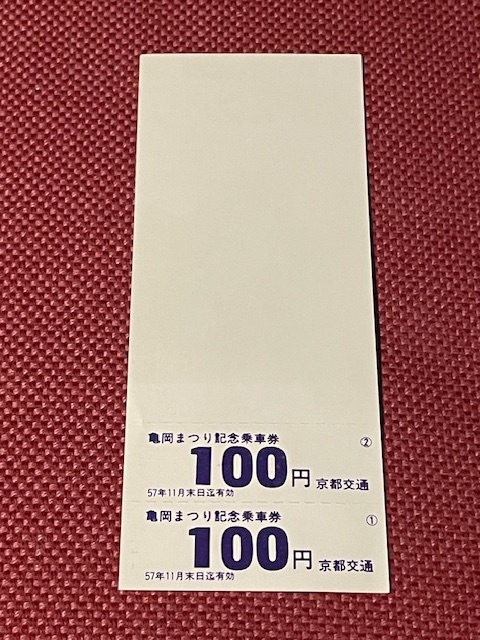 亀岡まつり記念乗車券 ②
100円 京都交通
57年11月末日迄有効
亀岡まつり記念乗車券 ①
100円 京都交通
57年11月末日迄有効